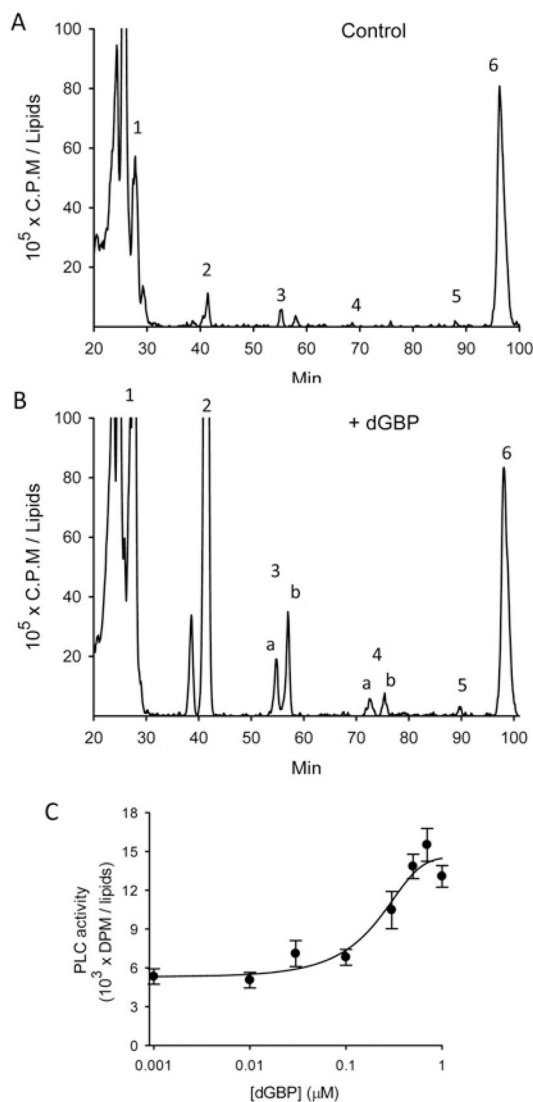 A
Control
10⁵ x C.P.M / Lipids
100
80
60
40
20
1
2
3
4
5
6
20 30 40 50 60 70 80 90 100
Min
B
+ dGBP
10⁵ x C.P.M / Lipids
100
80
60
40
20
1
2
3
a
b
4
a
b
5
6
20 30 40 50 60 70 80 90 100
Min
C
PLC activity
(10³ x DPM / lipids)
18
15
12
9
6
3
0
0.001 0.01 0.1 1
[dGBP] (μM)